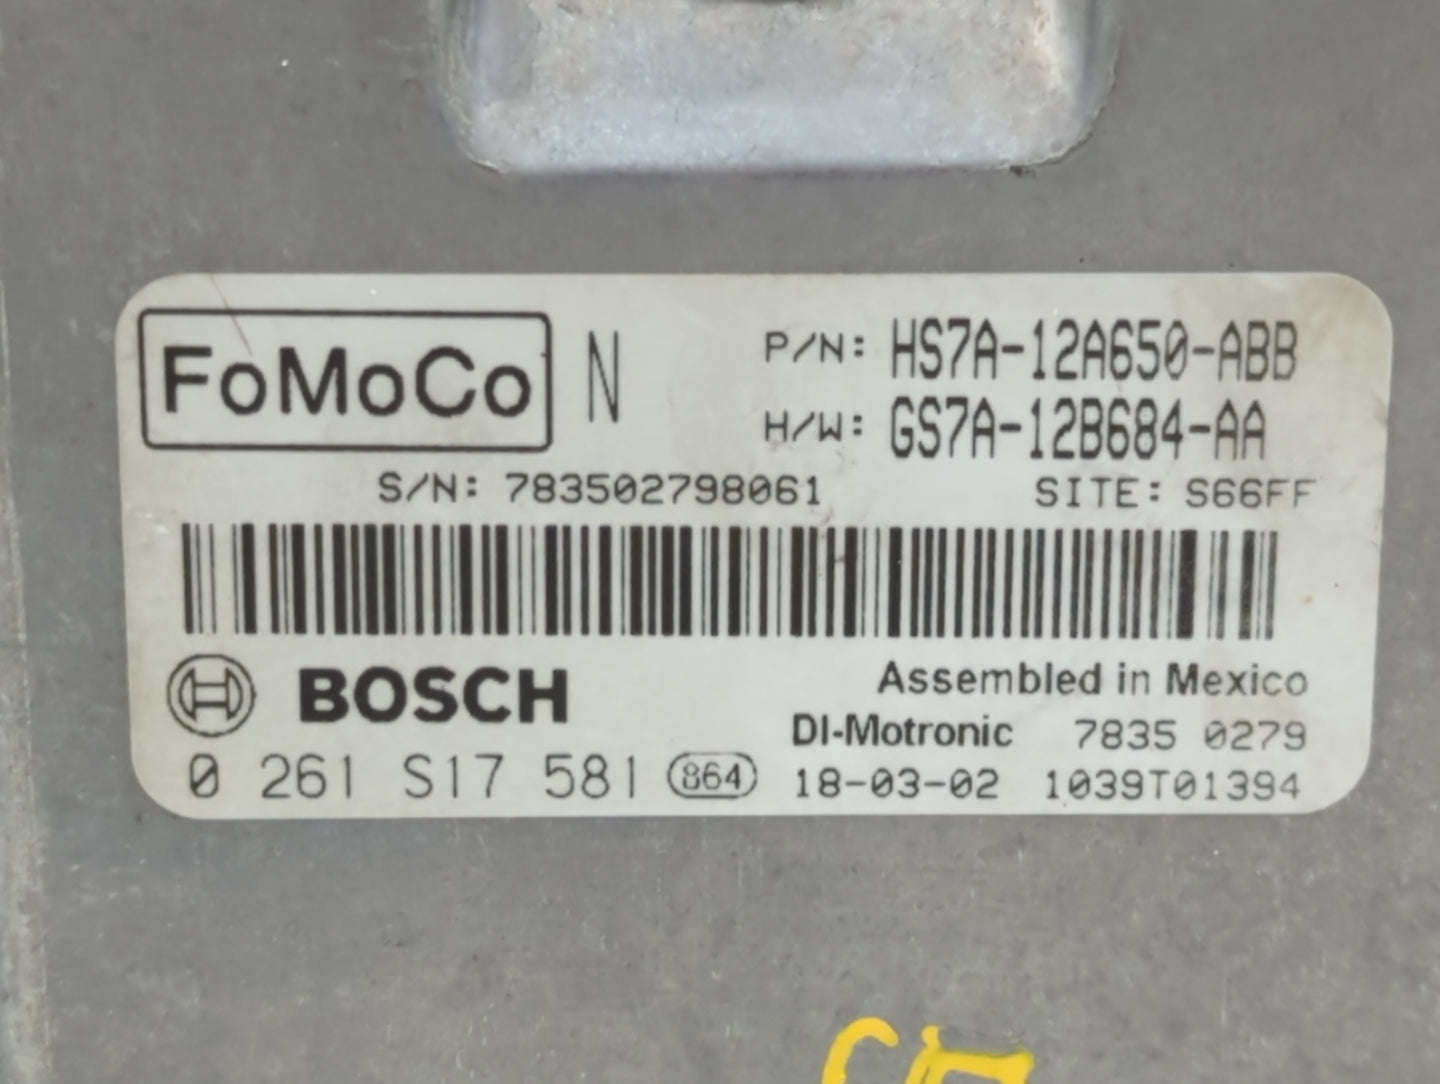 FoMoCo N P/N: HS7A-12A650-ABB
H/W: GS7A-12B684-AA
S/N: 783502798061 SITE: S66FF
BOSCH Assembled in Mexico
DI-Motronic 7835 0279
0 261 S17 581 864 18-03-02 1039T01394